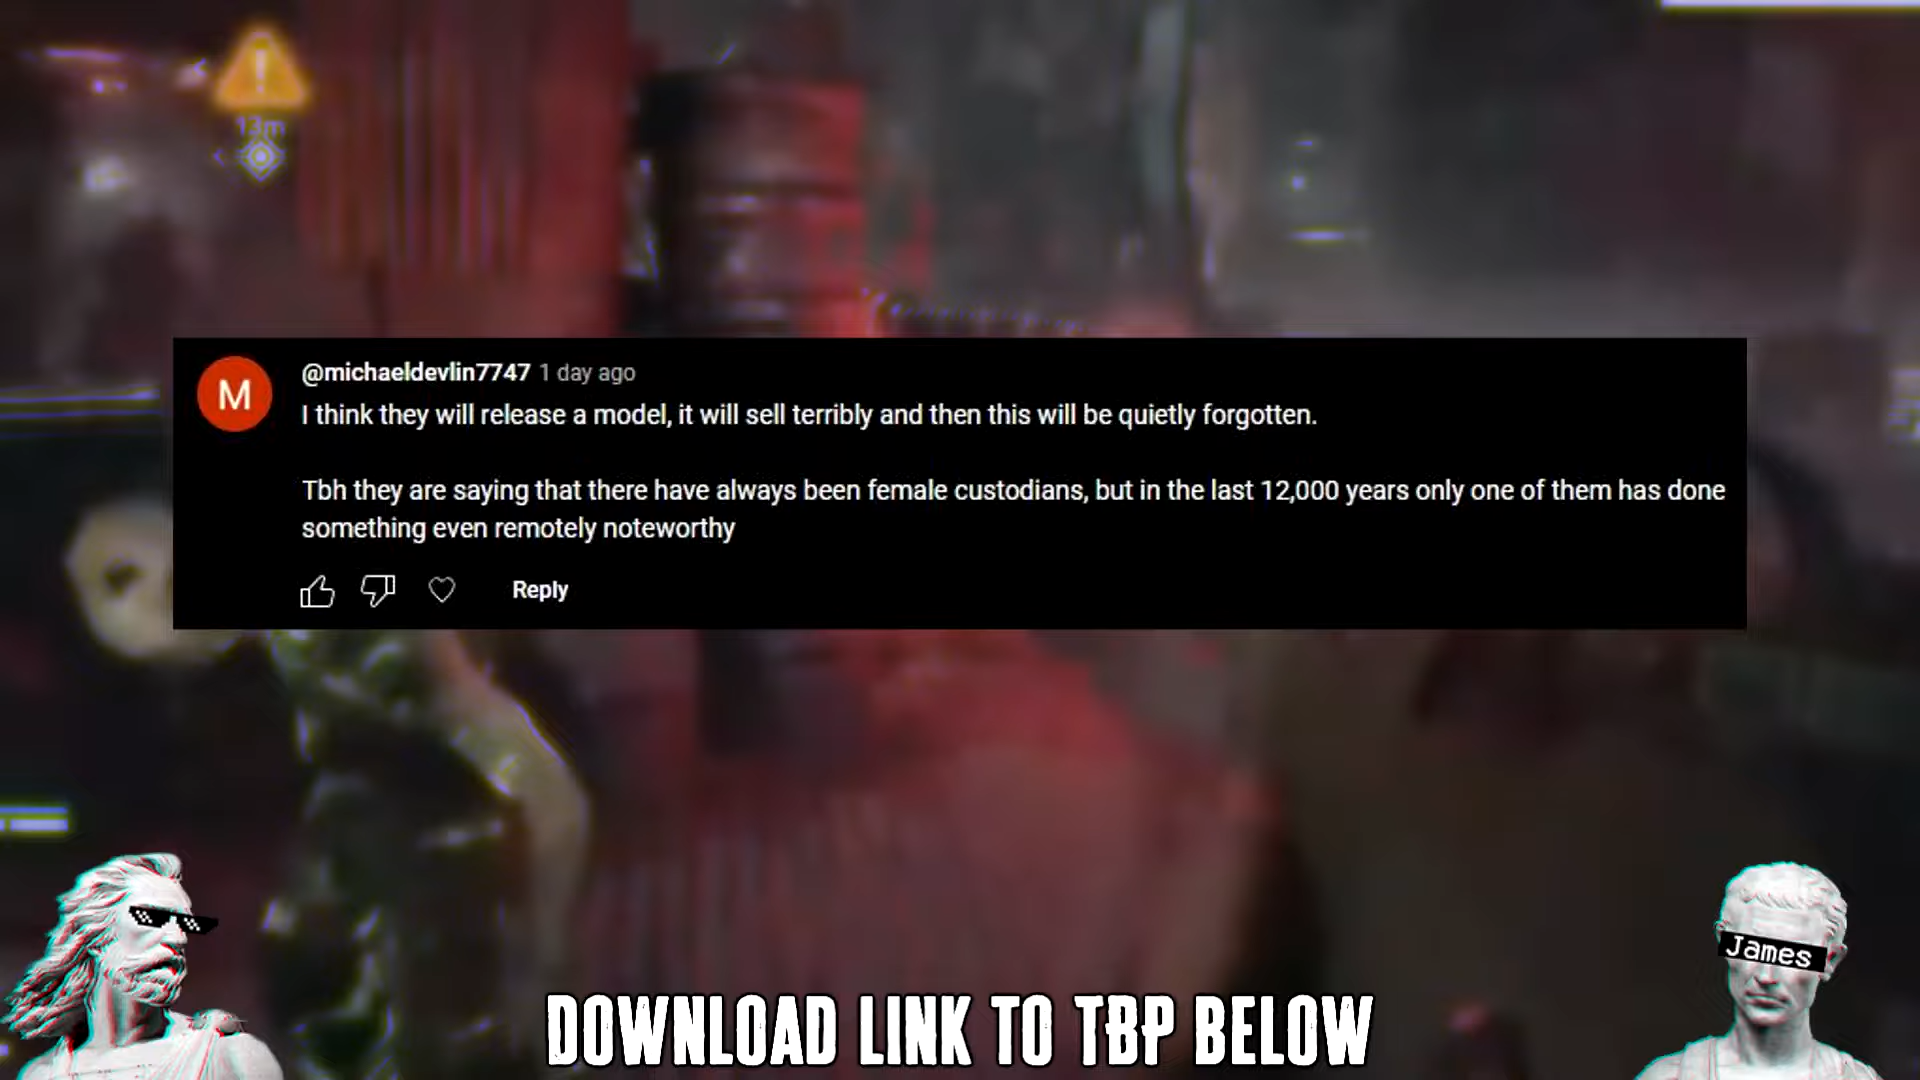 13m
M
@michaeldevlin7747 1 day ago
I think they will release a model, it will sell terribly and then this will be quietly forgotten.
Tbh they are saying that there have always been female custodians, but in the last 12,000 years only one of them has done
something even remotely noteworthy
Reply
James
DOWNLOAD LINK TO TBP BELOW